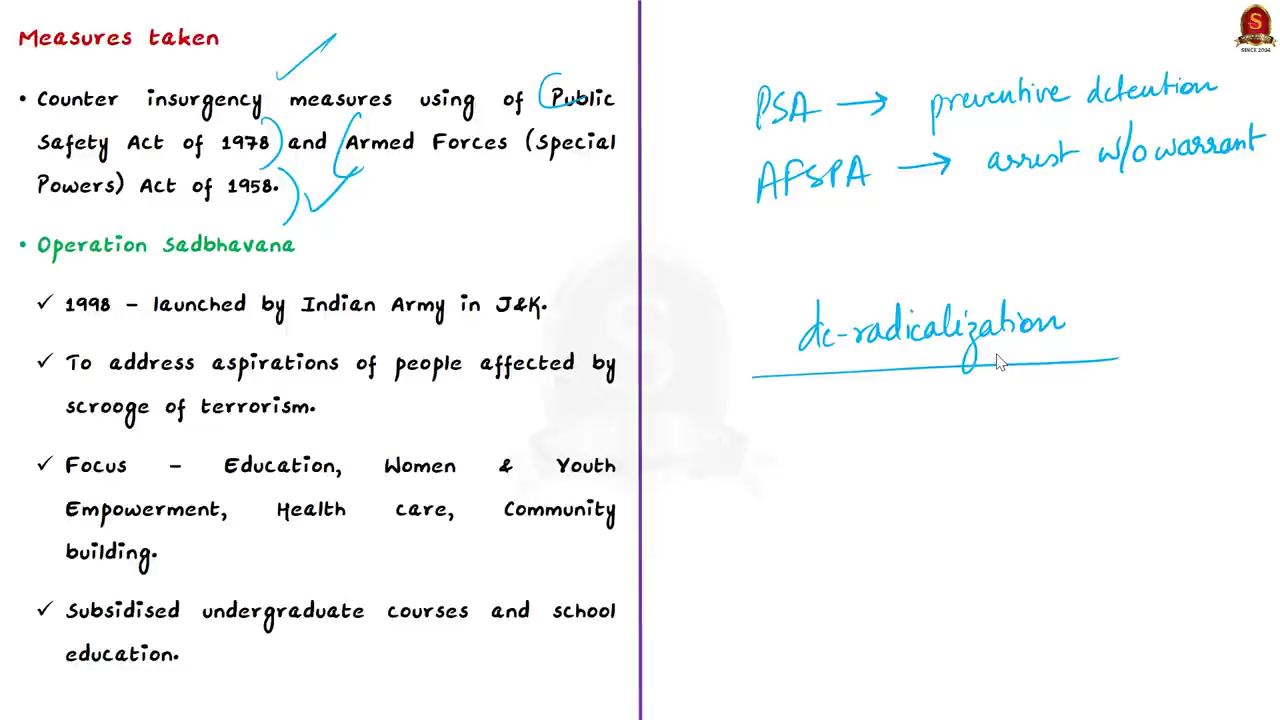 Measures taken
• Counter insurgency measures using of Public
Safety Act of 1978 and Armed Forces (Special
Powers) Act of 1958.
• Operation Sadbhavana
✓ 1998 – launched by Indian Army in J&K.
✓ To address aspirations of people affected by
scrooge of terrorism.
✓ Focus – Education, Women & Youth
Empowerment, Health care, Community
building.
✓ Subsidised undergraduate courses and school
education.
PSA → preventive detention
AFSPA → arrest w/o warrant
de-radicalization
S
SINCE 2004